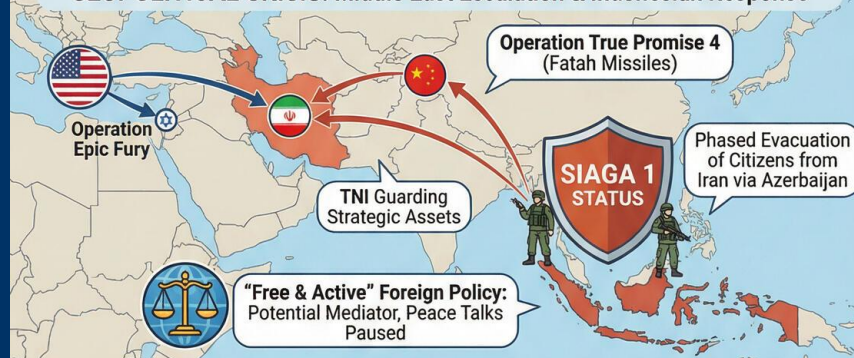 Operation True Promise 4
(Fatah Missiles)
Operation
Epic Fury
Phased Evacuation
of Citizens from
Iran via Azerbaijan
SIAGA 1
STATUS
TNI Guarding
Strategic Assets
“Free & Active” Foreign Policy:
Potential Mediator, Peace Talks
Paused